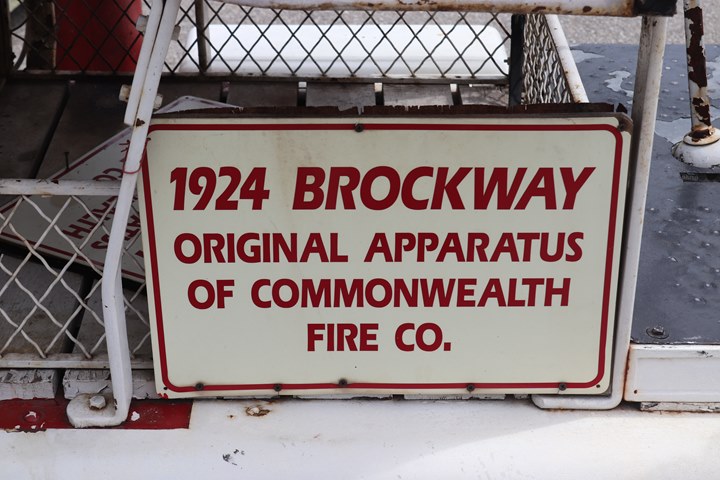 1924 BROCKWAY
ORIGINAL APPARATUS
OF COMMONWEALTH
FIRE CO.